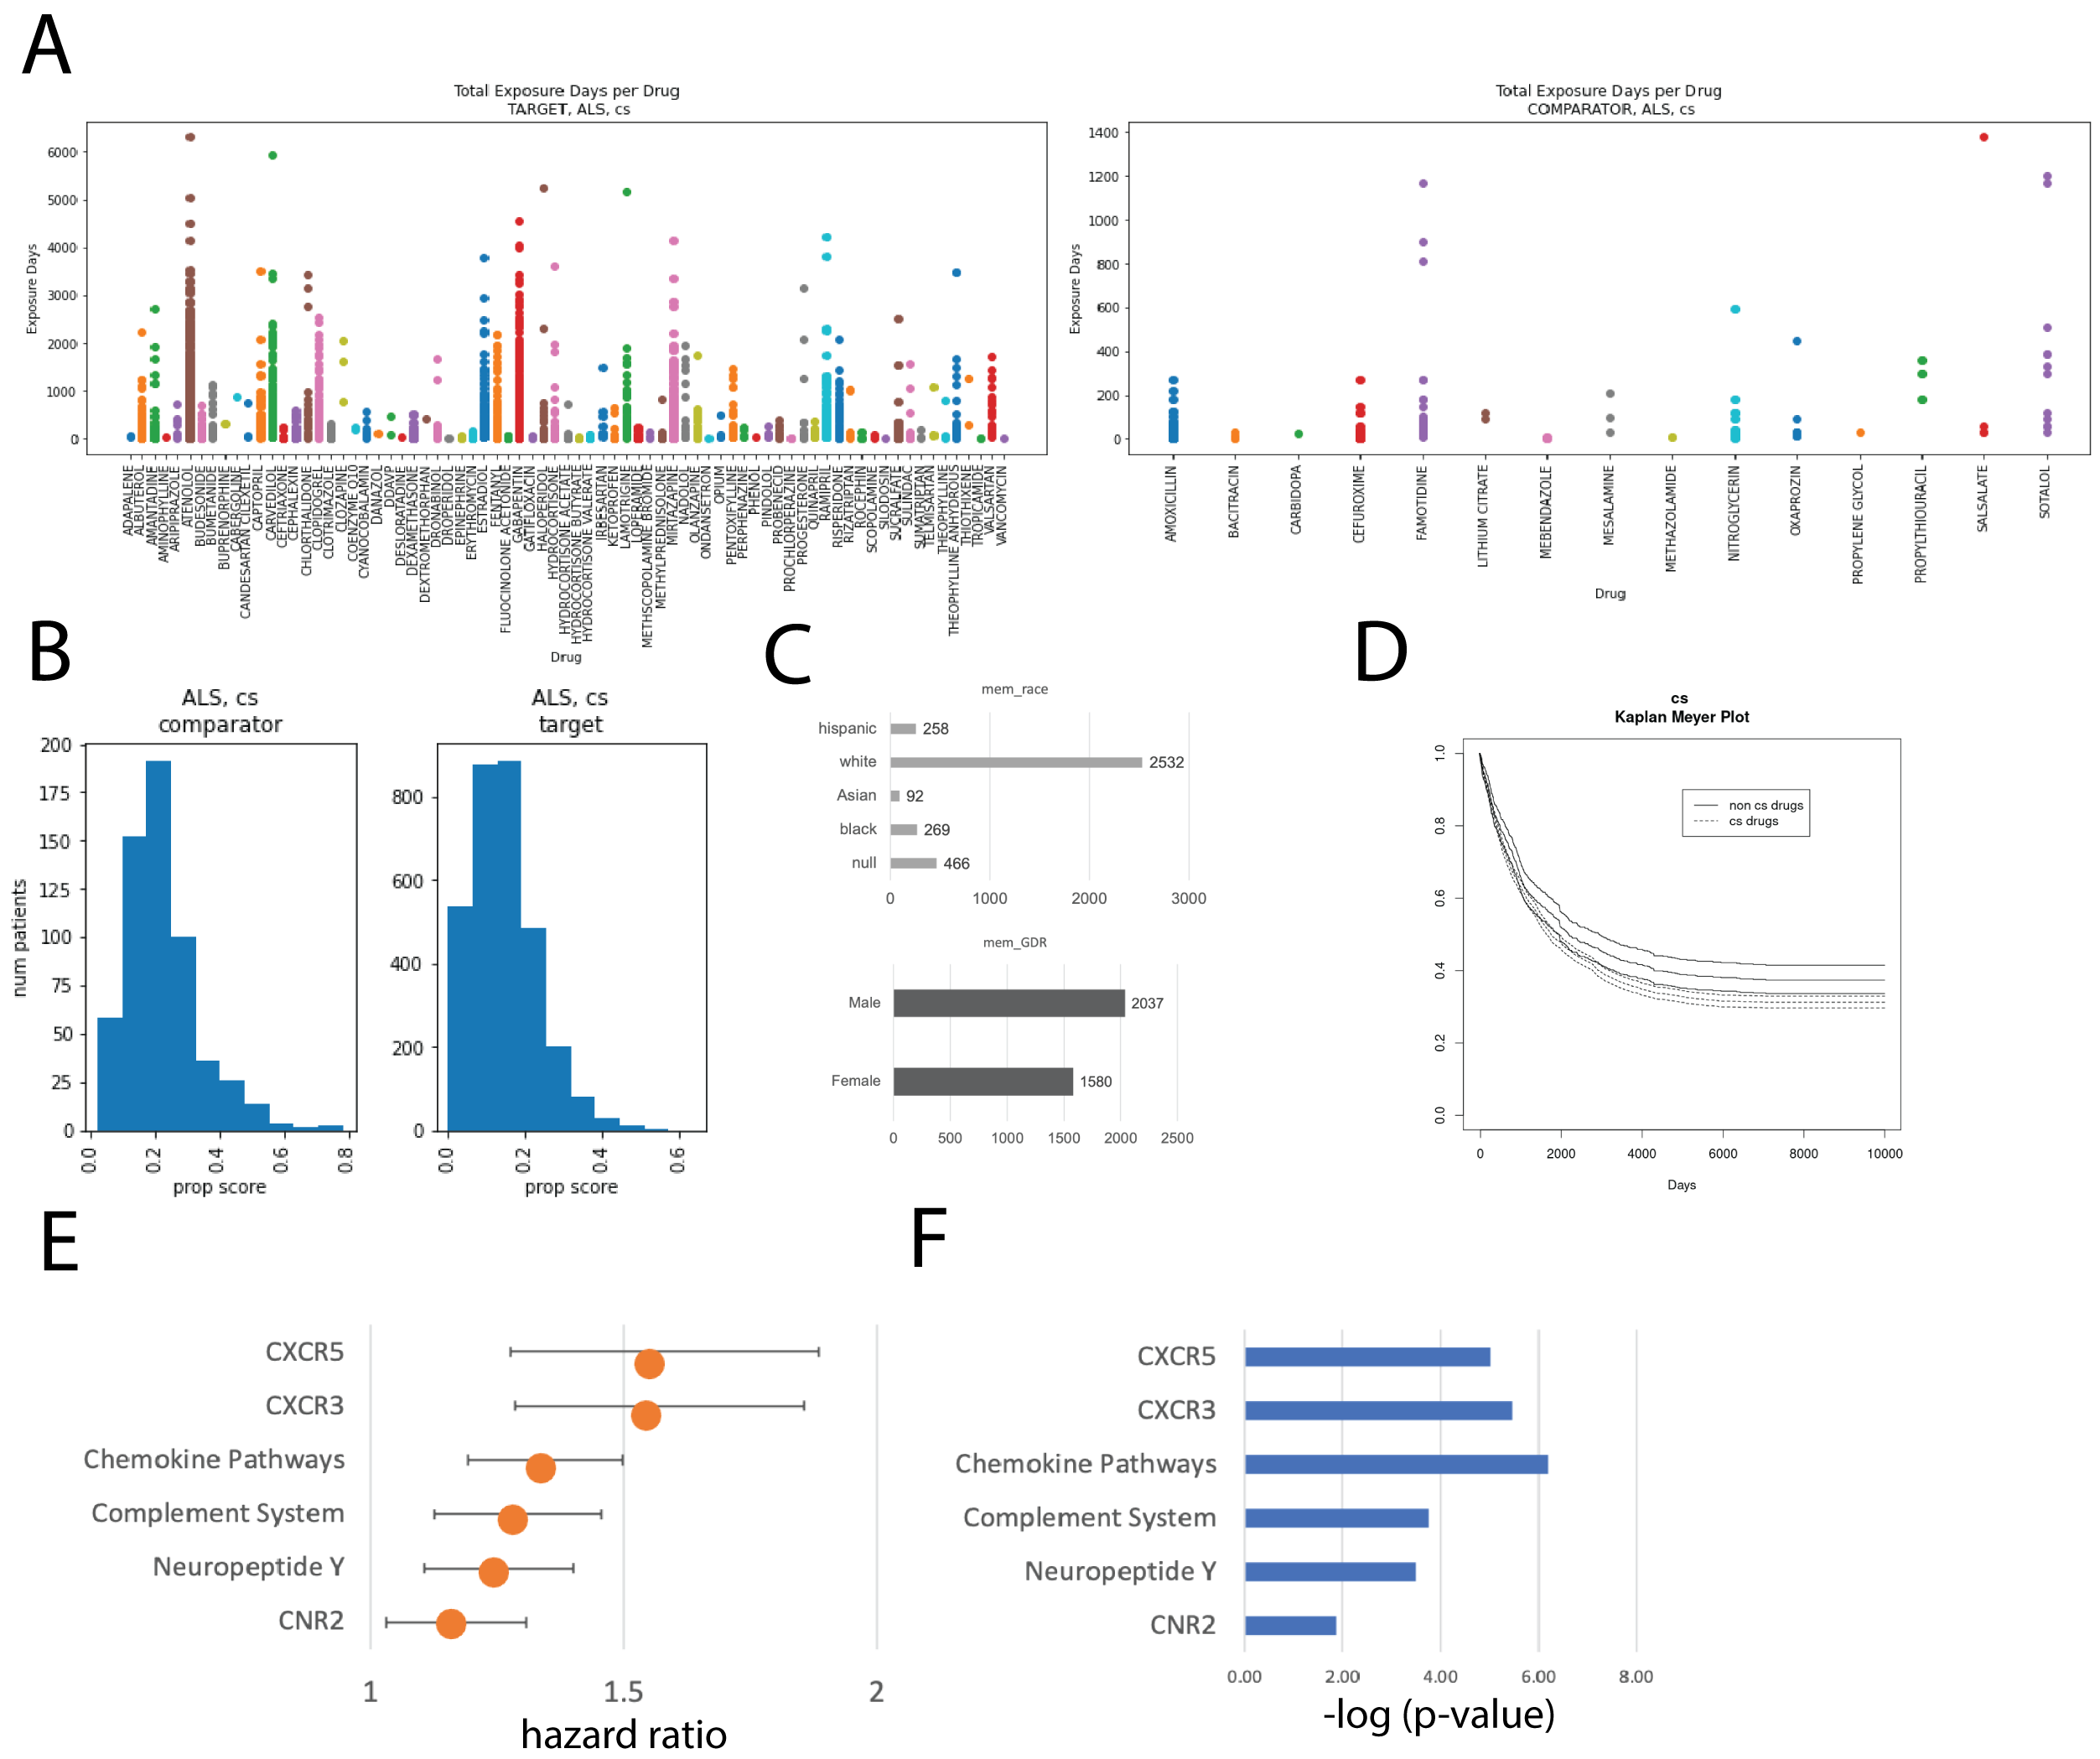 A
Total Exposure Days per Drug
TARGET, ALS, cs
Exposure Days
6000
5000
4000
3000
2000
1000
0
ADAPALENE
ALBUTEROL
AMANTADINE
AMINOPHYLLINE
ARIPIPRAZOLE
ATENOLOL
BUDESONIDE
BUMETANIDE
BUPRENORPHINE
CABERGOLINE
CANDESARTAN CILEXETIL
CAPTOPRIL
CARVEDILOL
CEFTRIAXONE
CEPHALEXIN
CHLORTHALIDONE
CLOPIDOGREL
CLOTRIMAZOLE
CLOZAPINE
COENZYME Q10
CYANOCOBALAMIN
DANAZOL
DDAVP
DESLORATADINE
DEXAMETHASONE
DEXTROMETHORPHAN
DRONABINOL
DROPERIDOL
EPINEPHRINE
ERYTHROMYCIN
ESTRADIOL
FENTANYL
FLUOCINOLONE ACETONIDE
GABAPENTIN
GATIFLOXACIN
HALOPERIDOL
HYDROCORTISONE
HYDROCORTISONE ACETATE
HYDROCORTISONE BUTYRATE
HYDROCORTISONE VALERATE
IRBESARTAN
KETOPROFEN
LAMOTRIGINE
LOPERAMIDE
METHSCOPOLAMINE BROMIDE
METHYLPREDNISOLONE
MIRTAZAPINE
NADOLOL
OLANZAPINE
ONDANSETRON
OPIUM
PENTOXIFYLLINE
PERPHENAZINE
PHENOL
PINDOLOL
PROBENECID
PROCHLORPERAZINE
PROGESTERONE
QUINAPRIL
RAMIPRIL
RISPERIDONE
RIZATRIPTAN
ROCEPHIN
SCOPOLAMINE
SILODOSIN
SUCRALFATE
SULINDAC
SUMATRIPTAN
TELMISARTAN
THEOPHYLLINE
THEOPHYLLINE ANHYDROUS
THIOTHIXENE
TROPICAMIDE
VALSARTAN
VANCOMYCIN
Drug
Total Exposure Days per Drug
COMPARATOR, ALS, cs
Exposure Days
1400
1200
1000
800
600
400
200
0
AMOXICILLIN
BACITRACIN
CARBIDOPA
CEFUROXIME
FAMOTIDINE
LITHIUM CITRATE
MEBENDAZOLE
MESALAMINE
METHAZOLAMIDE
NITROGLYCERIN
OXAPROZIN
PROPYLENE GLYCOL
PROPYLTHIOURACIL
SALSALATE
SOTALOL
Drug
B
ALS, cs
comparator
num patients
200
175
150
125
100
75
50
25
0
0.0
0.2
0.4
0.6
0.8
prop score
ALS, cs
target
800
600
400
200
0
0.0
0.2
0.4
0.6
prop score
C
mem_race
hispanic 258
white 2532
Asian 92
black 269
null 466
0 1000 2000 3000
mem_GDR
Male 2037
Female 1580
0 500 1000 1500 2000 2500
D
cs
Kaplan Meyer Plot
non cs drugs
cs drugs
1.0
0.8
0.6
0.4
0.2
0.0
0 2000 4000 6000 8000 10000
Days
E
CXCR5
CXCR3
Chemokine Pathways
Complement System
Neuropeptide Y
CNR2
1 1.5 2
hazard ratio
F
CXCR5
CXCR3
Chemokine Pathways
Complement System
Neuropeptide Y
CNR2
0.00 2.00 4.00 6.00 8.00
-log (p-value)